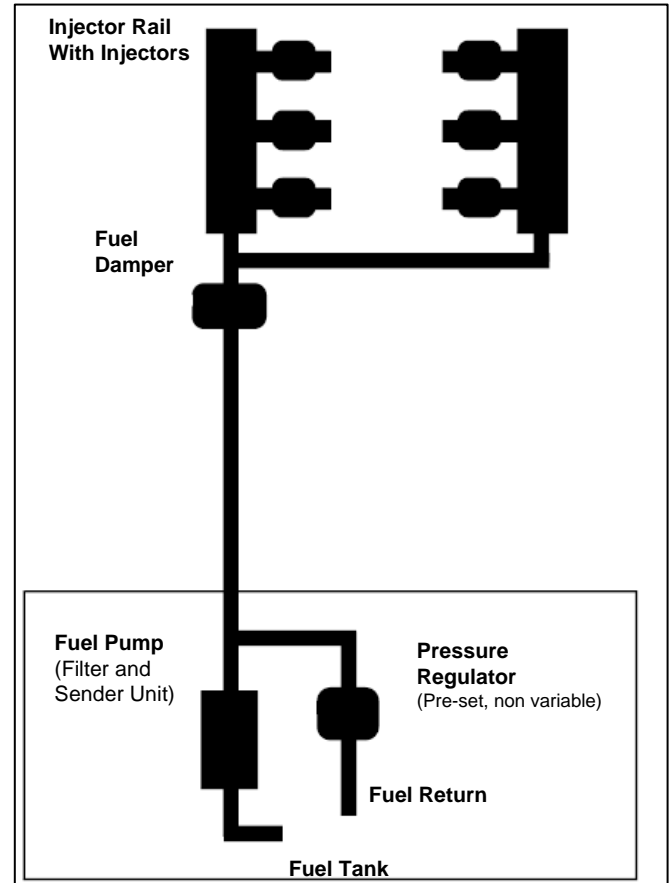 Injector Rail
With Injectors
Fuel
Damper
Fuel Pump
(Filter and
Sender Unit)
Pressure
Regulator
(Pre-set, non variable)
Fuel Return
Fuel Tank